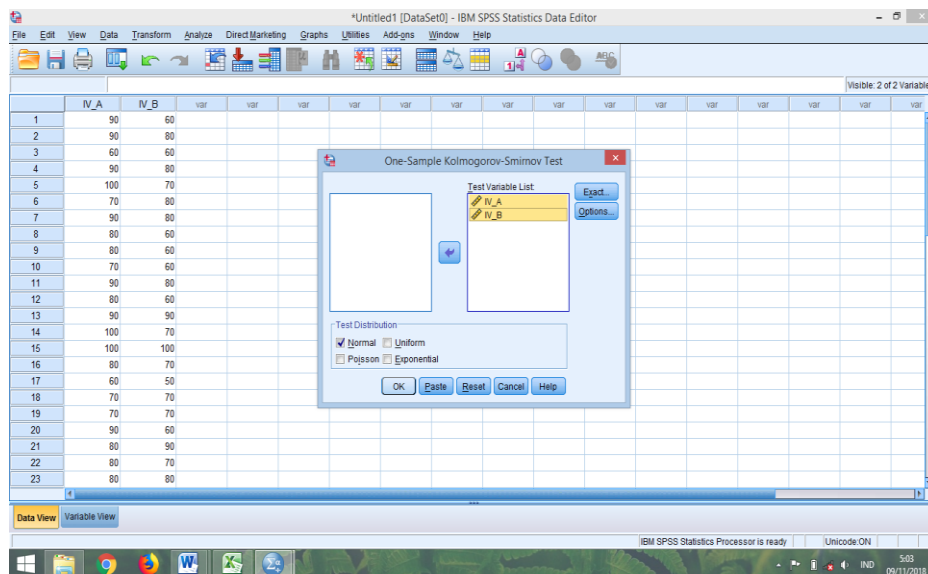 *Untitled1 [DataSet0] - IBM SPSS Statistics Data Editor
File Edit View Data Transform Analyze Direct Marketing Graphs Utilities Add-ons Window Help
Visible: 2 of 2 Variable
IV_A IV_B var var var var var var var var var var var var var var var
1 90 60
2 90 80
3 60 60
4 90 80
5 100 70
6 70 80
7 90 80
8 80 60
9 80 60
10 70 60
11 90 80
12 80 60
13 90 90
14 100 70
15 100 100
16 80 70
17 60 50
18 70 70
19 70 70
20 90 60
21 80 90
22 80 70
23 80 80
One-Sample Kolmogorov-Smirnov Test
Test Variable List:
IV_A
IV_B
Exact...
Options...
Test Distribution
Normal Uniform
Poisson Exponential
OK Paste Reset Cancel Help
Data View Variable View
IBM SPSS Statistics Processor is ready Unicode:ON
IND
5:03
09/11/2018